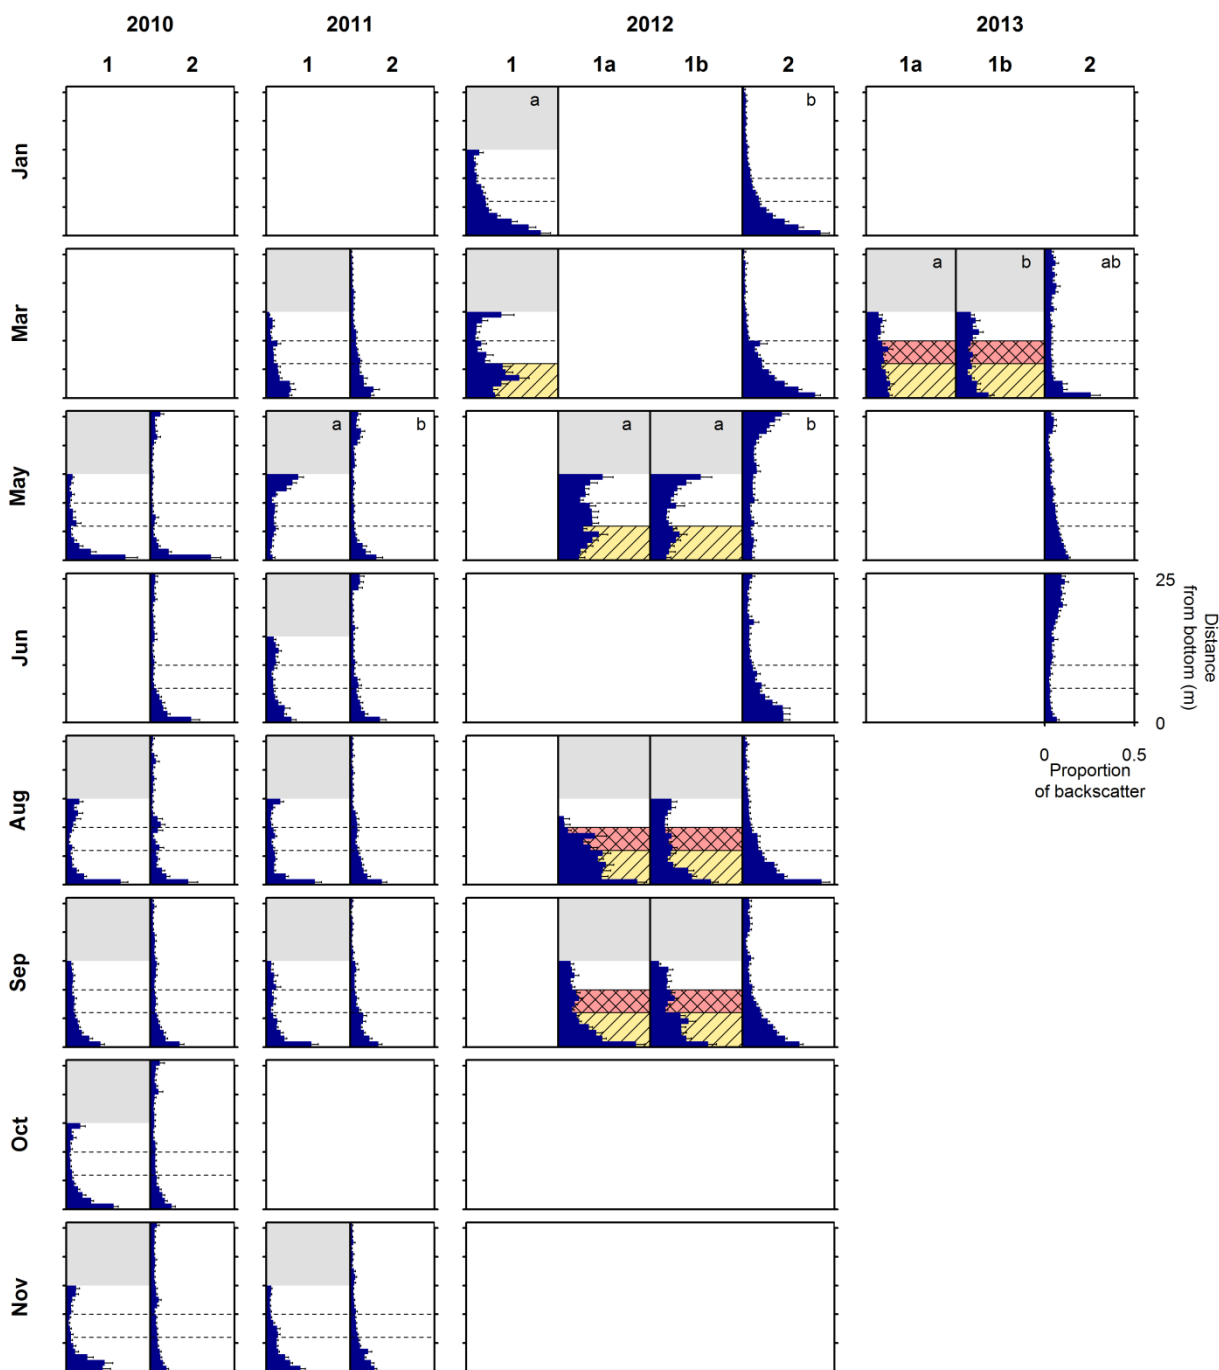 2010 2011 2012 2013
1 2 1 2 1 1a 1b 2 1a 1b 2
Jan a b
Mar a b ab
May a b a a b
Jun 25
Distance
from bottom (m)
0
Aug 0 0.5
Proportion
of backscatter
Sep
Oct
Nov